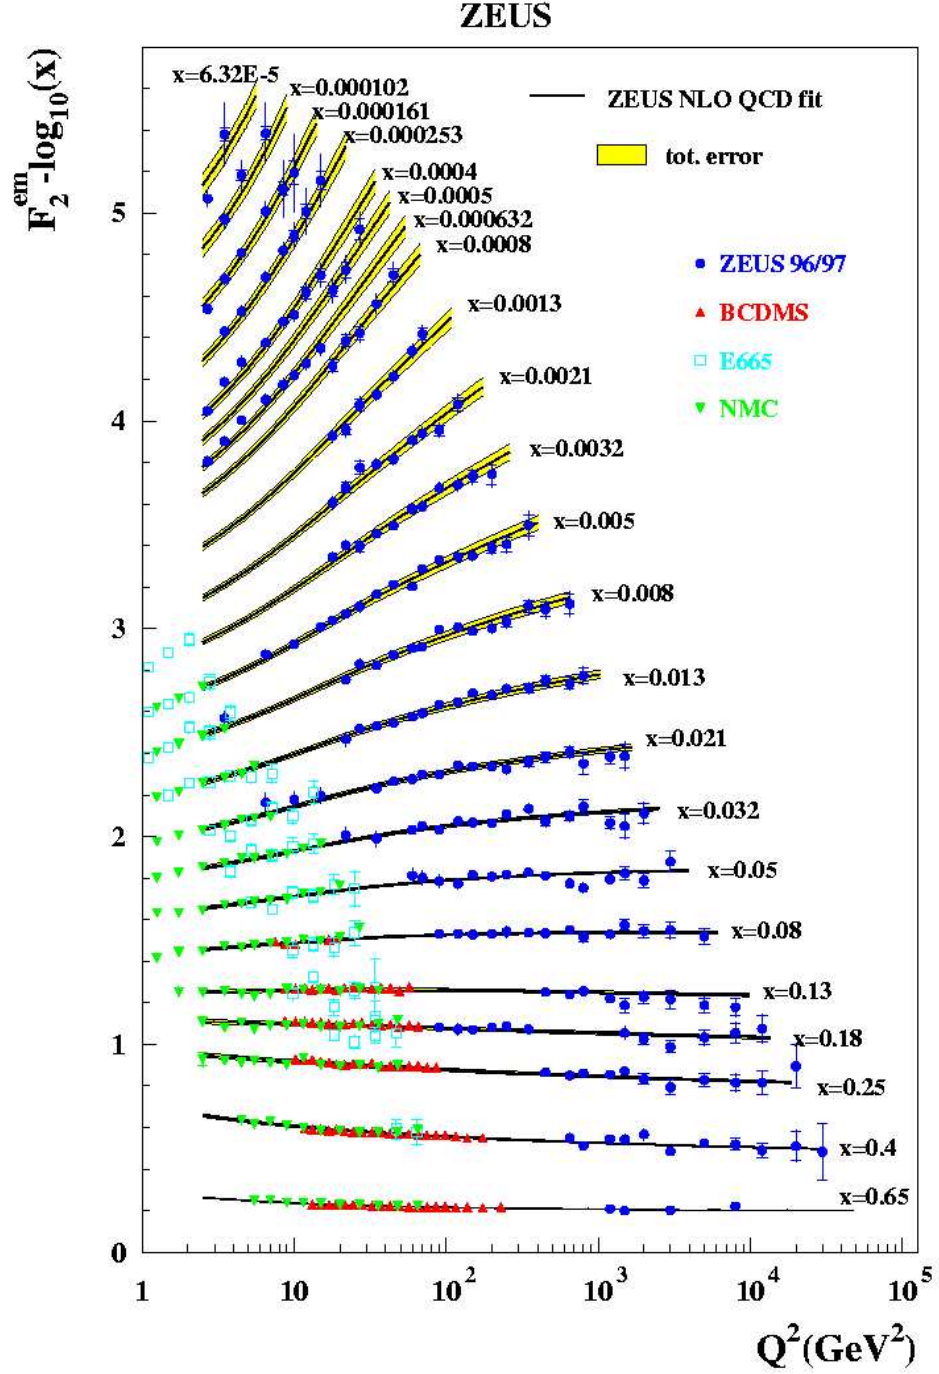 ZEUS
F₂ᵉᵐ-log₁₀(x)
x=6.32E-5
x=0.000102
x=0.000161
x=0.000253
x=0.0004
x=0.0005
x=0.000632
x=0.0008
x=0.0013
x=0.0021
x=0.0032
x=0.005
x=0.008
x=0.013
x=0.021
x=0.032
x=0.05
x=0.08
x=0.13
x=0.18
x=0.25
x=0.4
x=0.65
ZEUS NLO QCD fit
tot. error
ZEUS 96/97
BCDMS
E665
NMC
5
4
3
2
1
0
1 10 10² 10³ 10⁴ 10⁵
Q²(GeV²)